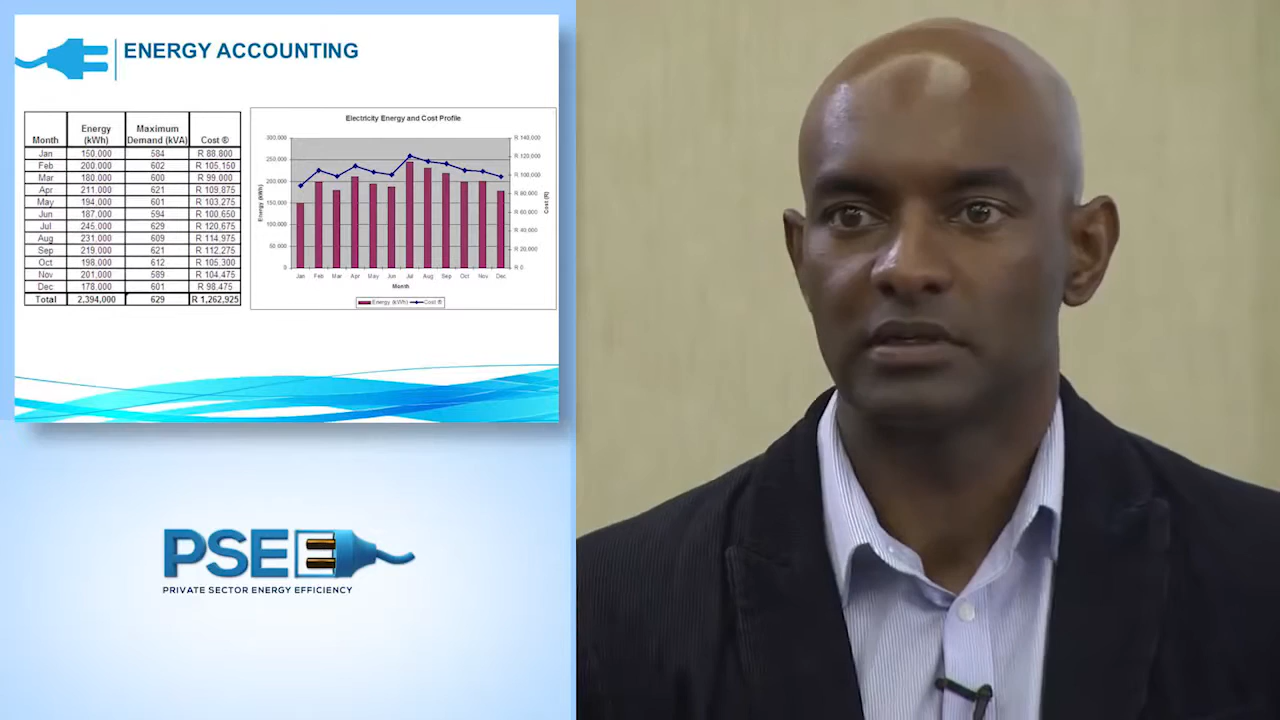 ENERGY ACCOUNTING
Month Energy (kWh) Maximum Demand (kVA) Cost ®
Jan 150,000 584 R 88,800
Feb 200,000 602 R 105,150
Mar 180,000 600 R 99,000
Apr 211,000 621 R 109,875
May 194,000 601 R 103,275
Jun 187,000 594 R 100,650
Jul 245,000 629 R 120,675
Aug 231,000 609 R 114,975
Sep 219,000 621 R 112,275
Oct 198,000 612 R 105,300
Nov 201,000 589 R 104,475
Dec 178,000 601 R 98,475
Total 2,394,000 629 R 1,262,925
Electricity Energy and Cost Profile
Energy (kWh)
300,000
250,000
200,000
150,000
100,000
50,000
0
R 140,000
R 120,000
R 100,000
R 80,000
R 60,000
R 40,000
R 20,000
R 0
Cost (R)
Jan Feb Mar Apr May Jun Jul Aug Sep Oct Nov Dec
Month
Energy (kWh) Cost ®
PSEE
PRIVATE SECTOR ENERGY EFFICIENCY